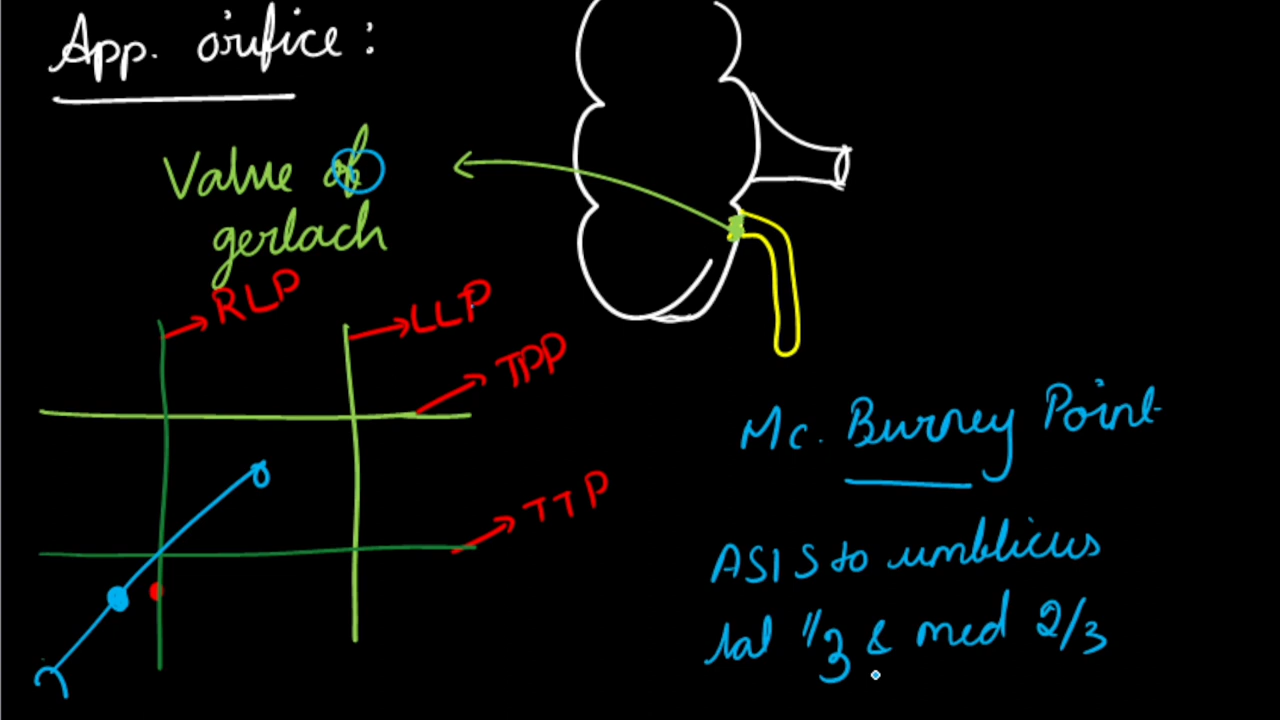 App. orifice :
Value of
gerlach
RLP
LLP
TPP
TTP
Mc. Burney Point
ASIS to umblicus
lat 1/3 & med 2/3